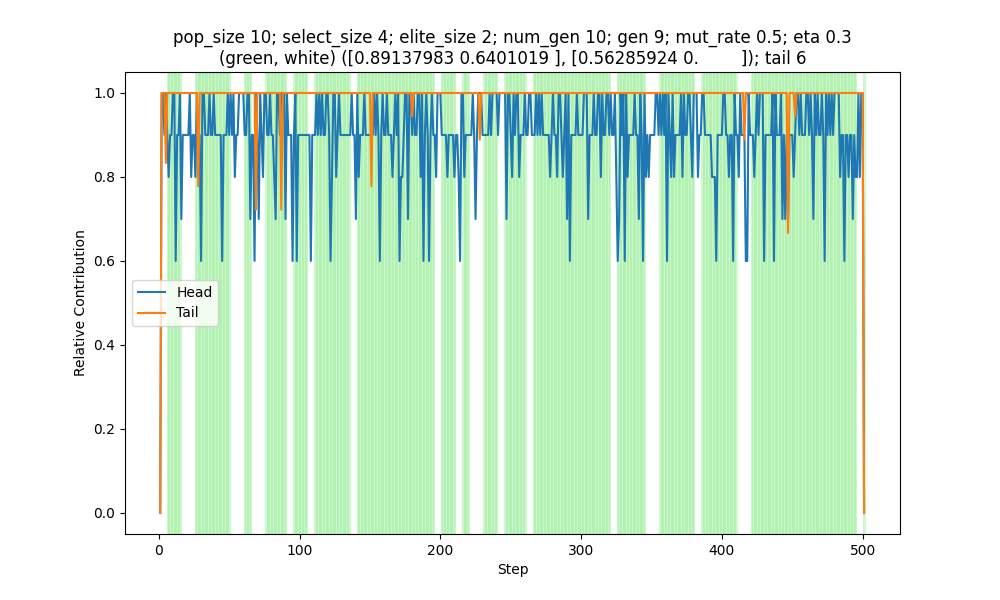 pop_size 10; select_size 4; elite_size 2; num_gen 10; gen 9; mut_rate 0.5; eta 0.3
(green, white) ([0.89137983 0.6401019 ], [0.56285924 0.        ]); tail 6
1.0
0.8
0.6
0.4
0.2
0.0
Relative Contribution
Head
Tail
0
100
200
300
400
500
Step